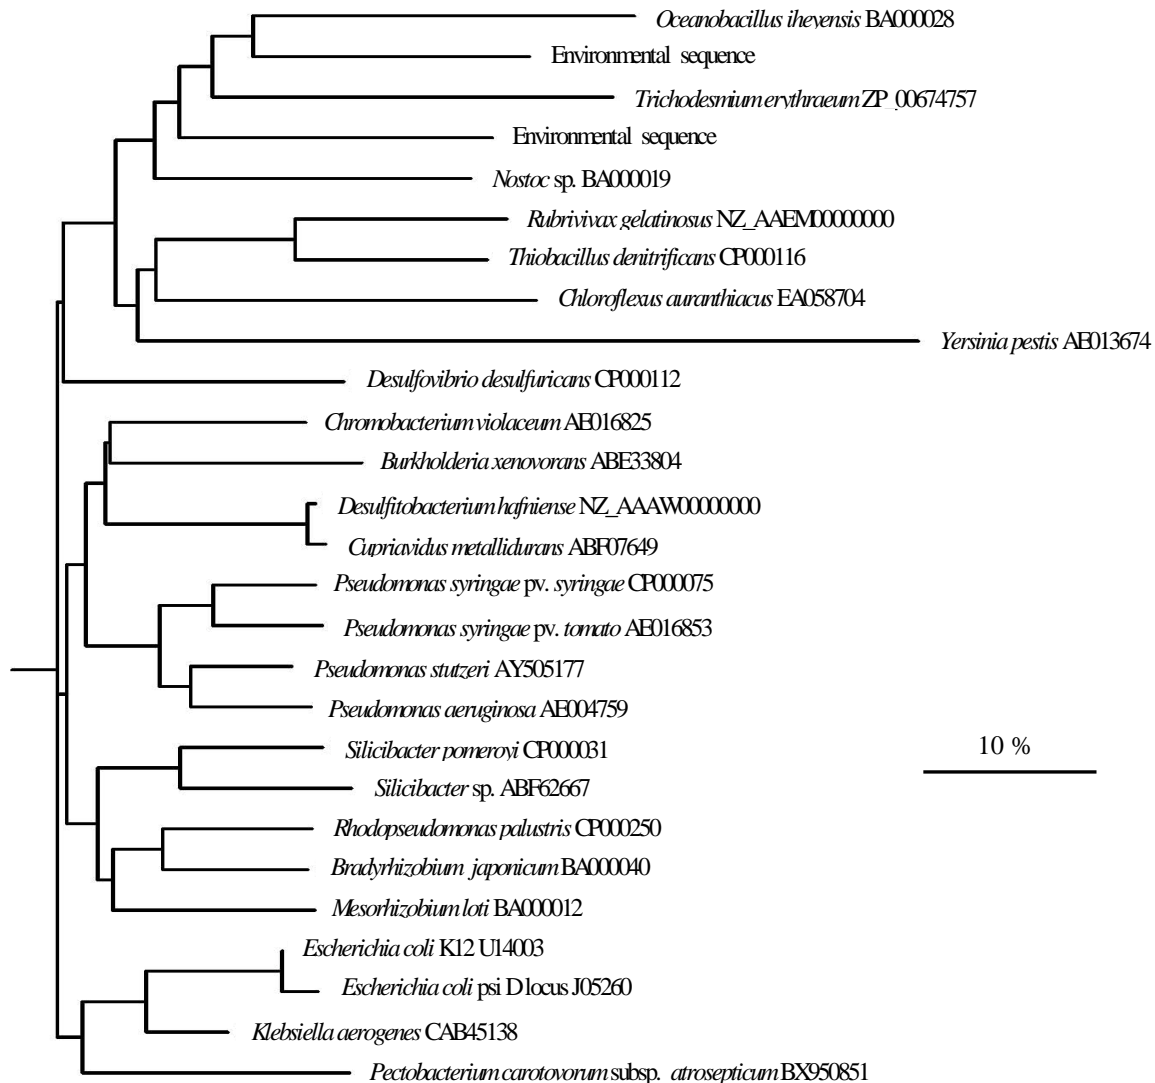 Oceanobacillus iheyensis BA000028
Environmental sequence
Trichodesmium erythraeum ZP_00674757
Environmental sequence
Nostoc sp. BA000019
Rubrivivax gelatinosus NZ_AAEM00000000
Thiobacillus denitrificans CP000116
Chloroflexus auranthiacus EA058704
Yersinia pestis AE013674
Desulfovibrio desulfuricans CP000112
Chromobacterium violaceum AE016825
Burkholderia xenovorans ABE33804
Desulfitobacterium hafniense NZ_AAAW00000000
Cupriavidus metallidurans ABF07649
Pseudomonas syringae pv. syringae CP000075
Pseudomonas syringae pv. tomato AE016853
Pseudomonas stutzeri AY505177
Pseudomonas aeruginosa AE004759
Silicibacter pomeroyi CP000031
10 %
Silicibacter sp. ABF62667
Rhodopseudomonas palustris CP000250
Bradyrhizobium japonicum BA000040
Mesorhizobium loti BA000012
Escherichia coli K12 U14003
Escherichia coli psi D locus J05260
Klebsiella aerogenes CAB45138
Pectobacterium carotovorum subsp. atrosepticum BX950851